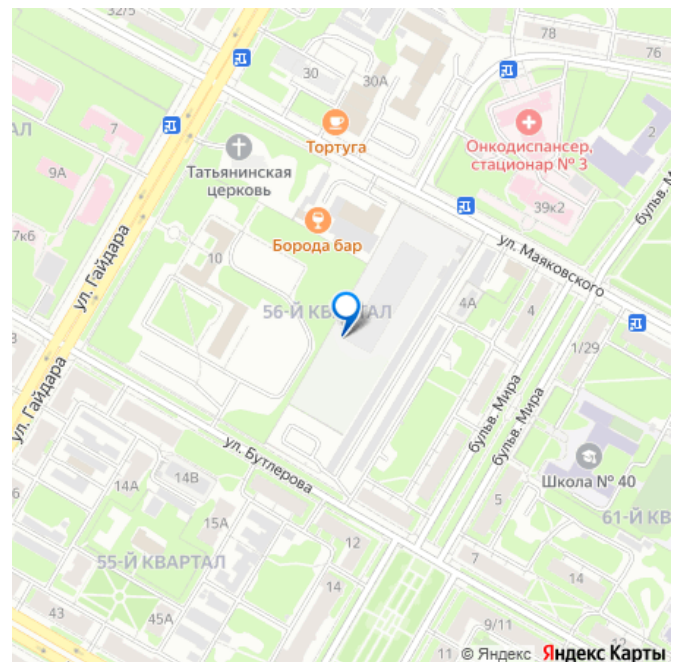 32/5
78
76
30
30А
7
АЛ
Тортуга
Онкодиспансер,
стационар № 3
2
Татьянинская
церковь
9А
39к2
бульв. Ми
7к6
Борода бар
ул. Маяковского
ул. Гайдара
10
56-Й КВАРТАЛ
4А
4
1/29
ул. Гайдара
бульв. Мира
бульв. Мира
ул. Бутлерова
Школа № 40
14А
14В
15А
5
61-Й КВ
12
55-Й КВАРТАЛ
7
14
14
43
45А
9/11
11
© Яндекс Яндекс Карты